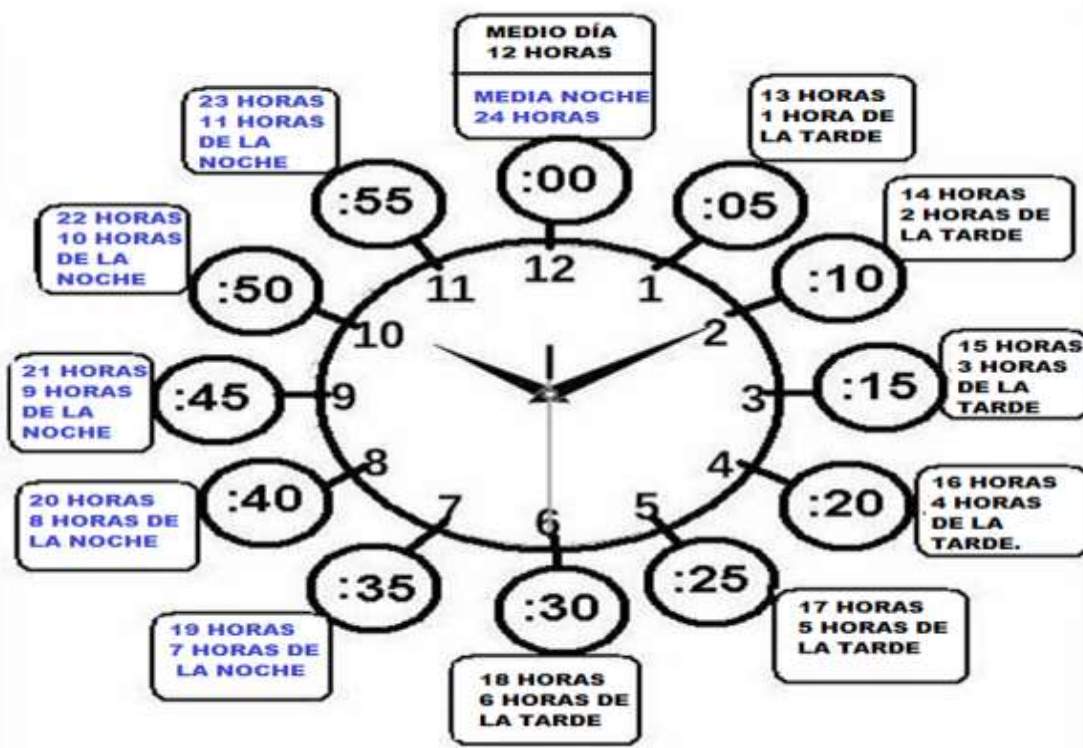 MEDIO DÍA
12 HORAS
MEDIA NOCHE
24 HORAS
:00
12
13 HORAS
1 HORA DE
LA TARDE
:05
1
14 HORAS
2 HORAS DE
LA TARDE
:10
2
15 HORAS
3 HORAS
DE LA
TARDE
:15
3
16 HORAS
4 HORAS
DE LA
TARDE.
:20
4
17 HORAS
5 HORAS DE
LA TARDE
:25
5
18 HORAS
6 HORAS DE
LA TARDE
:30
6
19 HORAS
7 HORAS DE
LA NOCHE
:35
7
20 HORAS
8 HORAS DE
LA NOCHE
:40
8
21 HORAS
9 HORAS
DE LA
NOCHE
:45
9
22 HORAS
10 HORAS
DE LA
NOCHE
:50
10
23 HORAS
11 HORAS
DE LA
NOCHE
:55
11